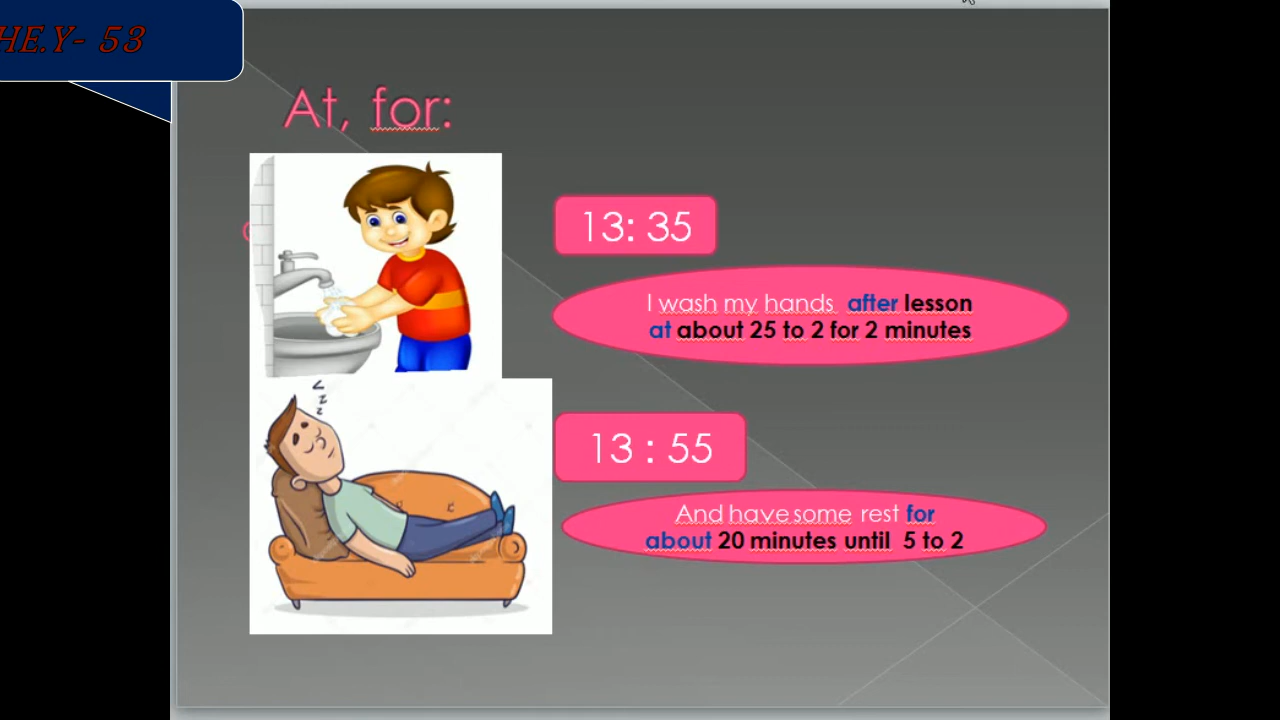 HE.Y- 53
At, for:
13: 35
I wash my hands after lesson
at about 25 to 2 for 2 minutes
z
z
z
13 : 55
And have some rest for
about 20 minutes until 5 to 2